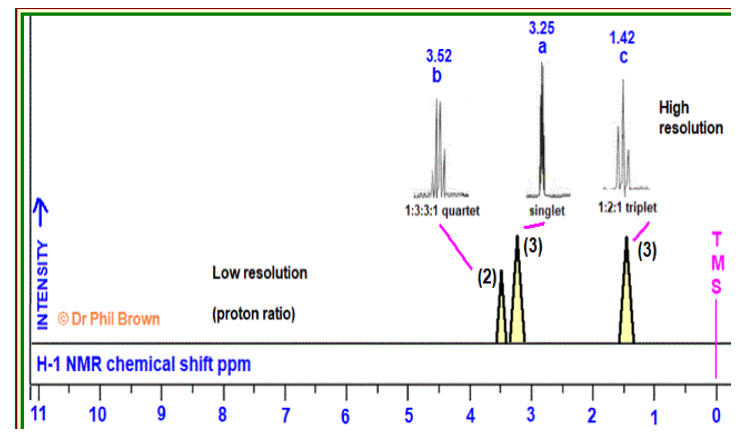 3.52
b
3.25
a
1.42
c
High
resolution
1:3:3:1 quartet
singlet
1:2:1 triplet
INTENSITY
Low resolution
(proton ratio)
(2)
(3)
(3)
TMS
© Dr Phil Brown
H-1 NMR chemical shift ppm
11 10 9 8 7 6 5 4 3 2 1 0